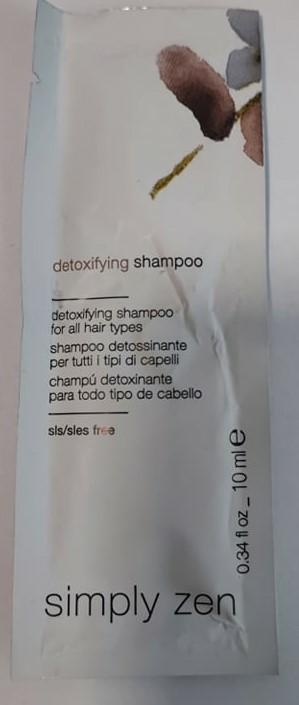 detoxifying shampoo
detoxifying shampoo
for all hair types
shampoo detossinante
per tutti i tipi di capelli
champú detoxinante
para todo tipo de cabello
sls/sles free
0.34 fl oz _ 10 ml e
simply zen